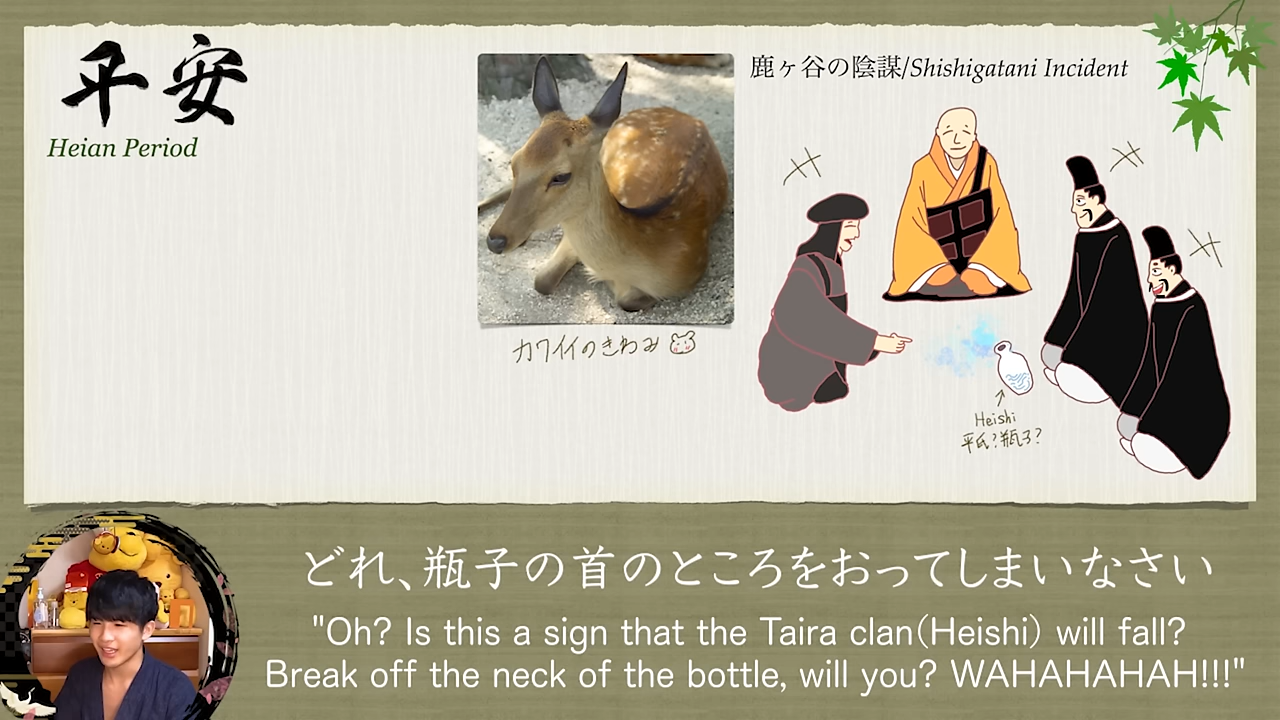 平安
Heian Period
鹿ヶ谷の陰謀/Shishigatani Incident
カワイイのきわみ
Heishi
平氏?瓶子?
どれ、瓶子の首のところをおってしまいなさい
"Oh? Is this a sign that the Taira clan(Heishi) will fall?
Break off the neck of the bottle, will you? WAHAHAHAH!!!"